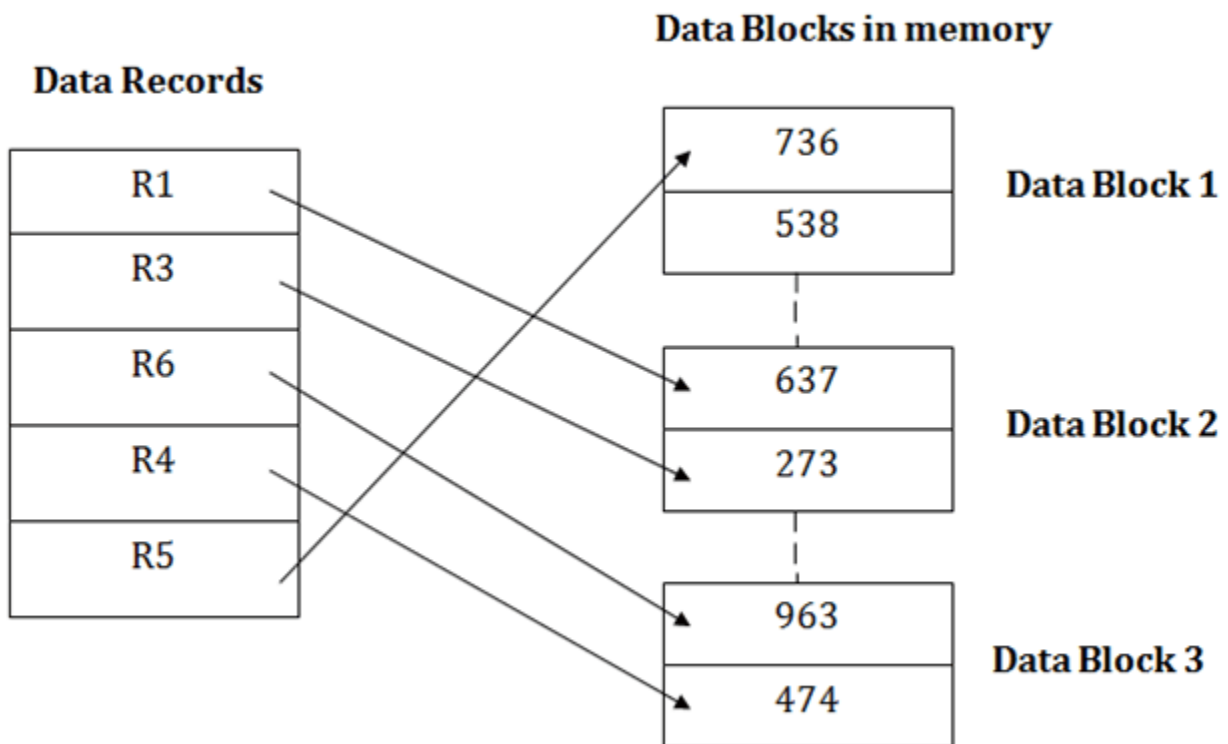 Data Blocks in memory
Data Records
R1
R3
R6
R4
R5
736
538
Data Block 1
637
273
Data Block 2
963
474
Data Block 3